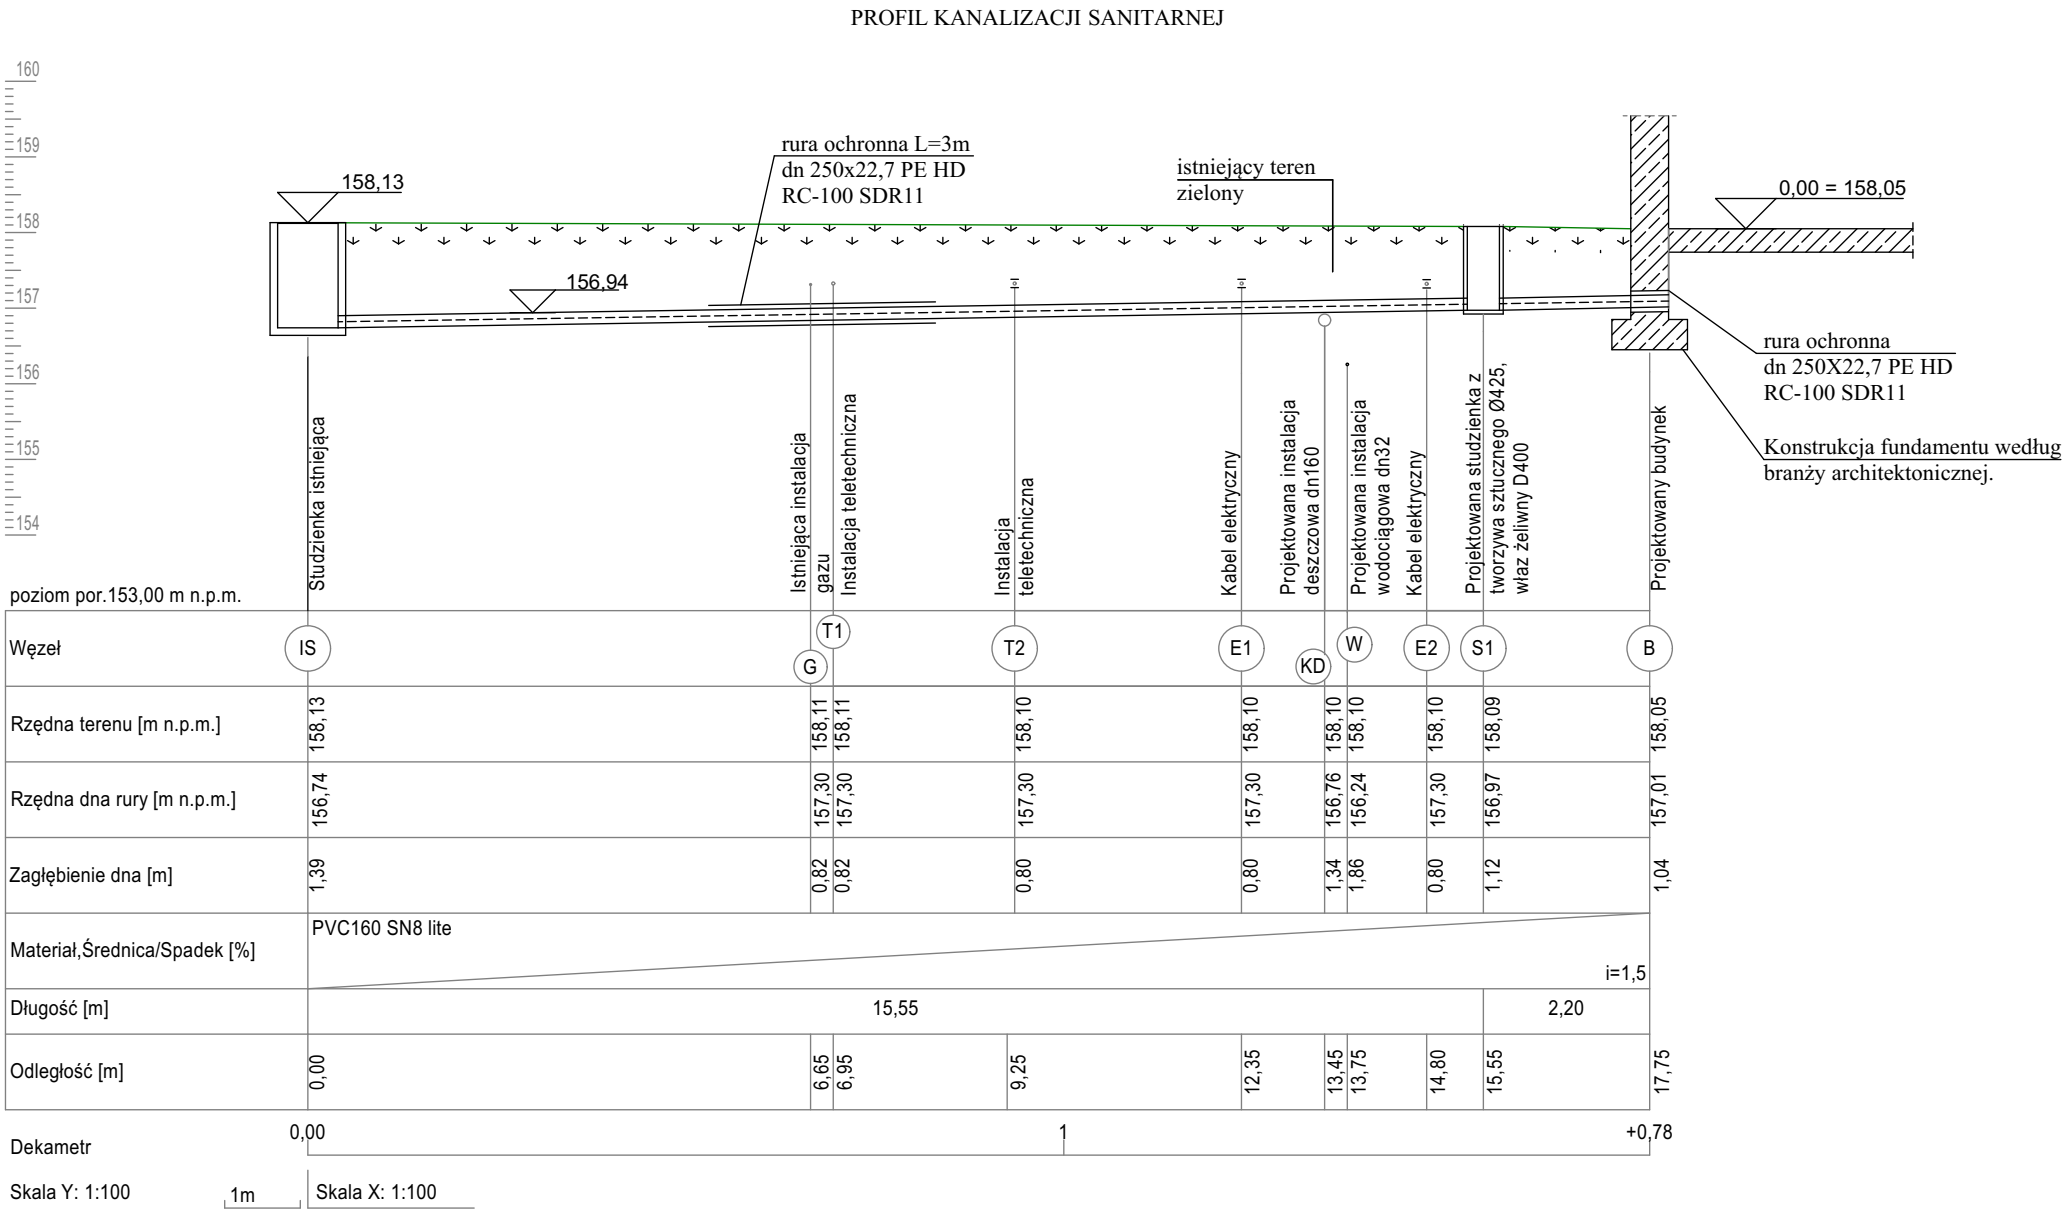 PROFIL KANALIZACJI SANITARNEJ
160
159
158
157
156
155
154
158,13
156,94
rura ochronna L=3m
dn 250x22,7 PE HD
RC-100 SDR11
istniejący teren
zielony
0,00 = 158,05
rura ochronna
dn 250X22,7 PE HD
RC-100 SDR11
Konstrukcja fundamentu według
branży architektonicznej.
Studzienka istniejąca
Istniejąca instalacja
gazu
Instalacja teletechniczna
Instalacja
teletechniczna
Kabel elektryczny
Projektowana instalacja
deszczowa dn160
Projektowana instalacja
wodociągowa dn32
Kabel elektryczny
Projektowana studzienka z
tworzywa sztucznego Ø425,
właz żeliwny D400
Projektowany budynek
poziom por.153,00 m n.p.m.
Węzeł
IS
G
T1
T2
E1
KD
W
E2
S1
B
Rzędna terenu [m n.p.m.]
158,13
158,11
158,11
158,10
158,10
158,10
158,10
158,10
158,09
158,05
Rzędna dna rury [m n.p.m.]
156,74
157,30
157,30
157,30
157,30
156,76
156,24
157,30
156,97
157,01
Zagłębienie dna [m]
1,39
0,82
0,82
0,80
0,80
1,34
1,86
0,80
1,12
1,04
Materiał,Średnica/Spadek [%]
PVC160 SN8 lite
i=1,5
Długość [m]
15,55
2,20
Odległość [m]
0,00
6,65
6,95
9,25
12,35
13,45
13,75
14,80
15,55
17,75
Dekametr
0,00
1
+0,78
Skala Y: 1:100
1m
Skala X: 1:100